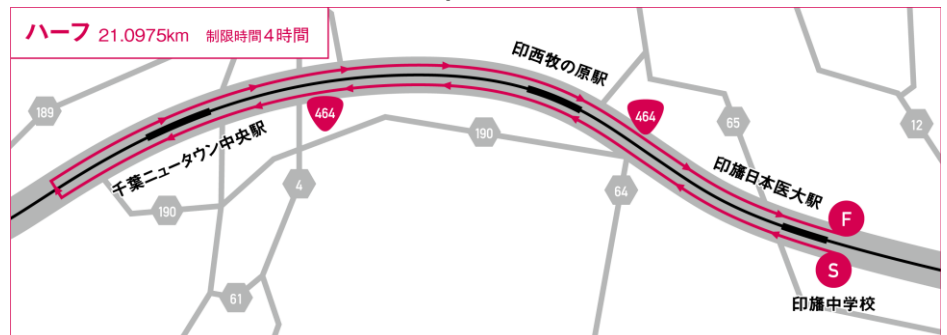 ハーフ 21.0975km 制限時間4時間
印西牧の原駅
189
464
464
65
12
千葉ニュータウン中央駅
190
印旛日本医大駅
4
64
190
F
S
61
印旛中学校